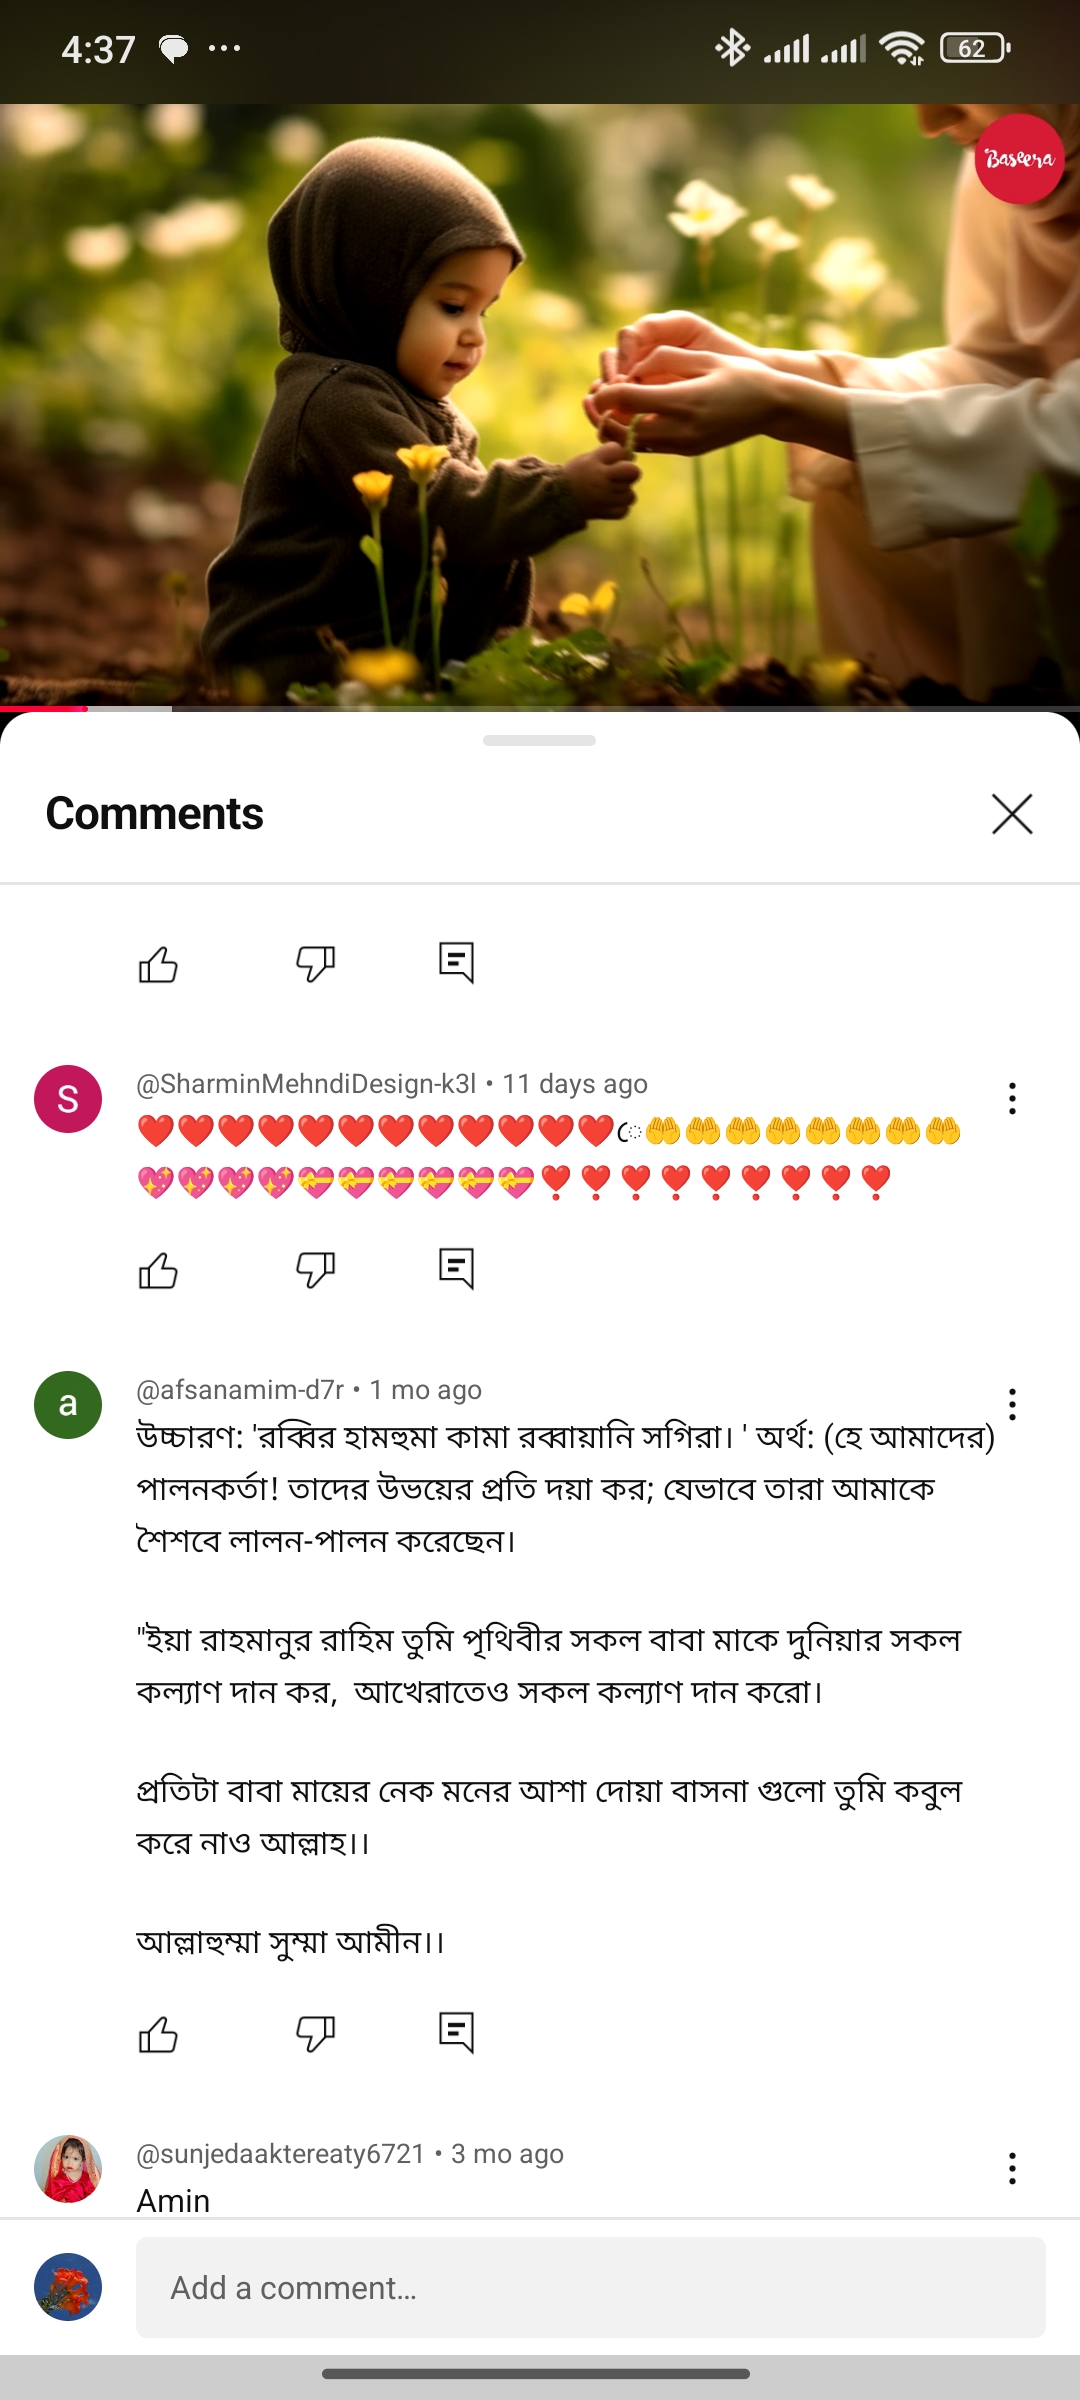 4:37
62
Baseera
Comments
S
@SharminMehndiDesign-k3l • 11 days ago
❤️❤️❤️❤️❤️❤️❤️❤️❤️❤️❤️❤️ে🤲🤲🤲🤲🤲🤲🤲🤲
💖💖💖💖💝💝💝💝💝💝❣️❣️❣️❣️❣️❣️❣️❣️❣️
a
@afsanamim-d7r • 1 mo ago
উচ্চারণ: 'রব্বির হামহুমা কামা রব্বায়ানি সগিরা। ' অর্থ: (হে আমাদের)
পালনকর্তা! তাদের উভয়ের প্রতি দয়া কর; যেভাবে তারা আমাকে
শৈশবে লালন-পালন করেছেন।
"ইয়া রাহমানুর রাহিম তুমি পৃথিবীর সকল বাবা মাকে দুনিয়ার সকল
কল্যাণ দান কর,  আখেরাতেও সকল কল্যাণ দান করো।
প্রতিটা বাবা মায়ের নেক মনের আশা দোয়া বাসনা গুলো তুমি কবুল
করে নাও আল্লাহ।।
আল্লাহুম্মা সুম্মা আমীন।।
@sunjedaaktereaty6721 • 3 mo ago
Amin
Add a comment...